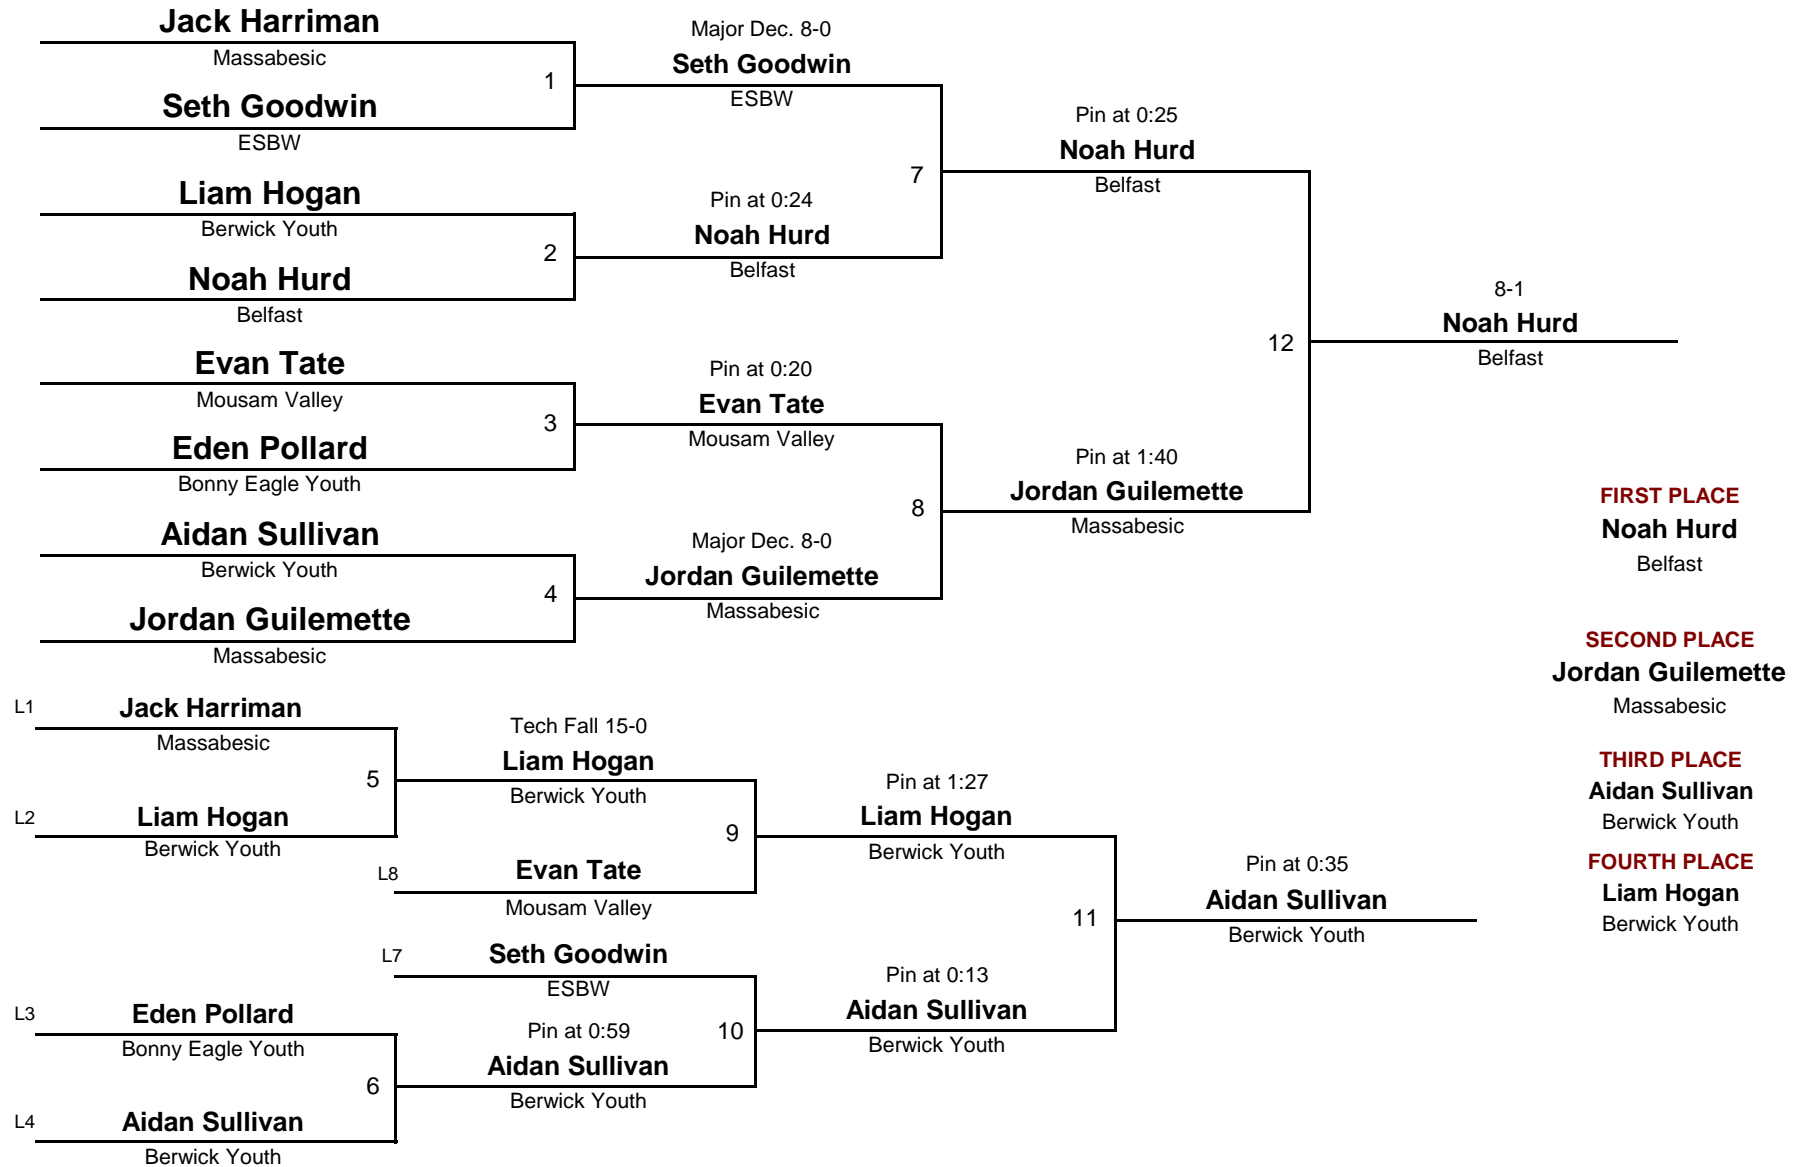 Jack Harriman
Massabesic
1
Seth Goodwin
ESBW
Major Dec. 8-0
Seth Goodwin
ESBW
Liam Hogan
Berwick Youth
2
Noah Hurd
Belfast
Pin at 0:24
Noah Hurd
Belfast
7
Pin at 0:25
Noah Hurd
Belfast
Evan Tate
Mousam Valley
3
Eden Pollard
Bonny Eagle Youth
Pin at 0:20
Evan Tate
Mousam Valley
Aidan Sullivan
Berwick Youth
4
Jordan Guilemette
Massabesic
Major Dec. 8-0
Jordan Guilemette
Massabesic
8
Pin at 1:40
Jordan Guilemette
Massabesic
12
8-1
Noah Hurd
Belfast
FIRST PLACE
Noah Hurd
Belfast
SECOND PLACE
Jordan Guilemette
Massabesic
THIRD PLACE
Aidan Sullivan
Berwick Youth
FOURTH PLACE
Liam Hogan
Berwick Youth
L1
Jack Harriman
Massabesic
5
L2
Liam Hogan
Berwick Youth
Tech Fall 15-0
Liam Hogan
Berwick Youth
9
L8
Evan Tate
Mousam Valley
Pin at 1:27
Liam Hogan
Berwick Youth
L7
Seth Goodwin
ESBW
L3
Eden Pollard
Bonny Eagle Youth
6
L4
Aidan Sullivan
Berwick Youth
Pin at 0:59
Aidan Sullivan
Berwick Youth
10
Pin at 0:13
Aidan Sullivan
Berwick Youth
11
Pin at 0:35
Aidan Sullivan
Berwick Youth